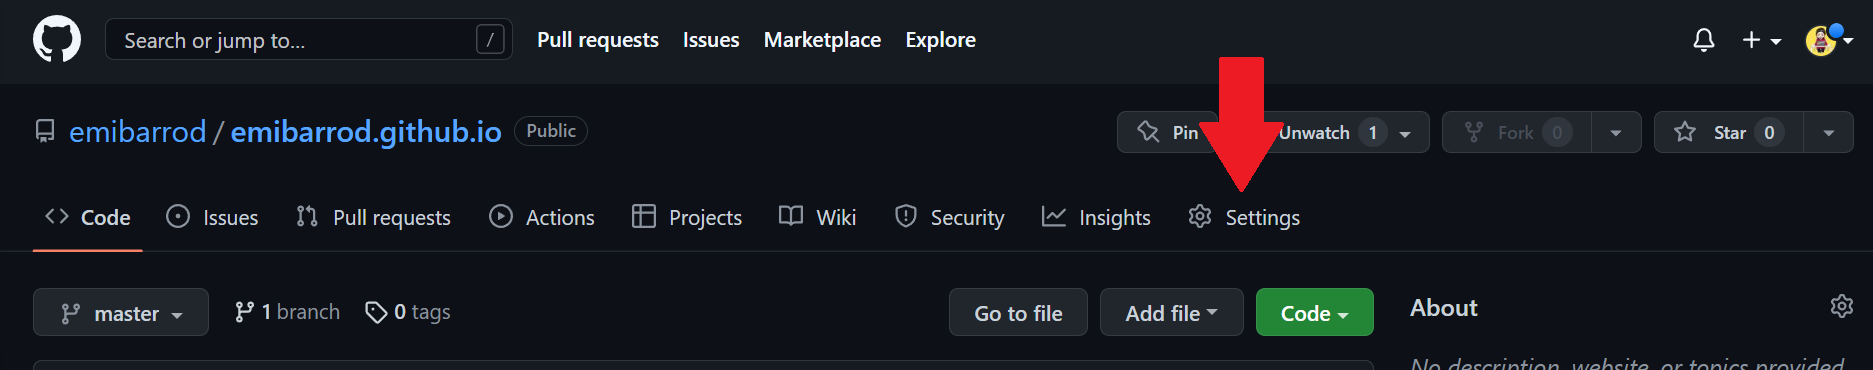 Search or jump to... / Pull requests Issues Marketplace Explore
emibarrod / emibarrod.github.io Public Pin Unwatch 1 Fork 0 Star 0
Code Issues Pull requests Actions Projects Wiki Security Insights Settings
master 1 branch 0 tags Go to file Add file Code About
No description, website, or topics provided